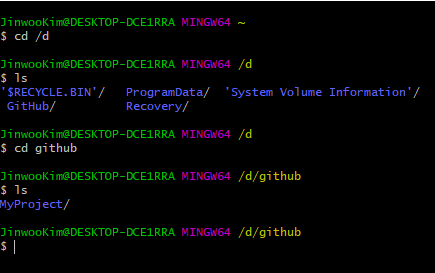 JinwooKim@DESKTOP-DCE1RRA MINGW64 ~
$ cd /d
JinwooKim@DESKTOP-DCE1RRA MINGW64 /d
$ ls
'$RECYCLE.BIN'/   ProgramData/  'System Volume Information'/
 GitHub/          Recovery/
JinwooKim@DESKTOP-DCE1RRA MINGW64 /d
$ cd github
JinwooKim@DESKTOP-DCE1RRA MINGW64 /d/github
$ ls
MyProject/
JinwooKim@DESKTOP-DCE1RRA MINGW64 /d/github
$